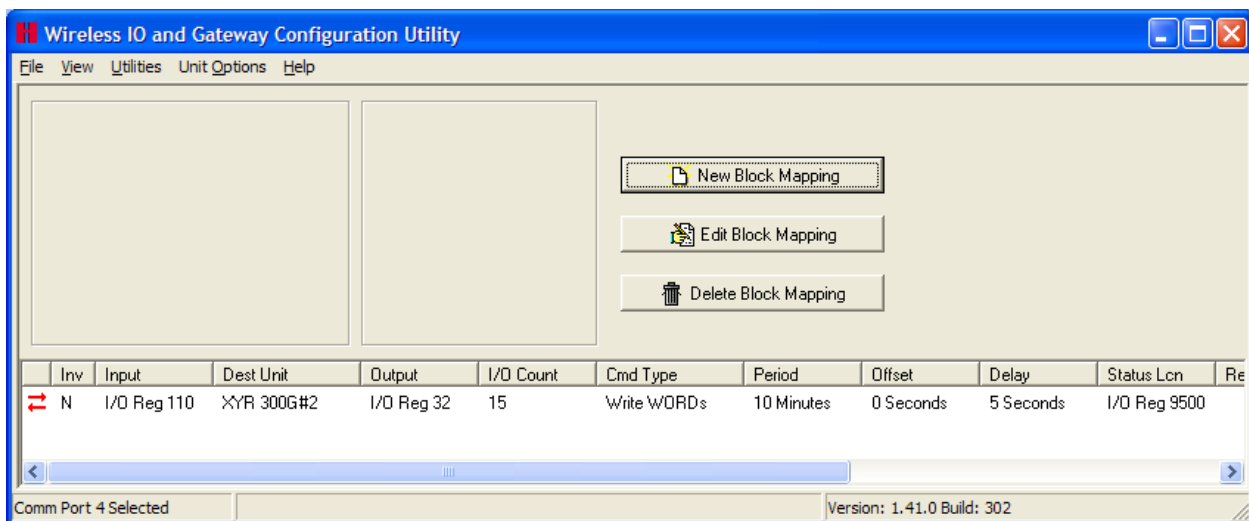 Wireless IO and Gateway Configuration Utility
File View Utilities Unit Options Help
New Block Mapping
Edit Block Mapping
Delete Block Mapping
Inv Input Dest Unit Output I/O Count Cmd Type Period Offset Delay Status Lcn Re
N I/O Reg 110 XYR 300G#2 I/O Reg 32 15 Write WORDs 10 Minutes 0 Seconds 5 Seconds I/O Reg 9500
Comm Port 4 Selected Version: 1.41.0 Build: 302